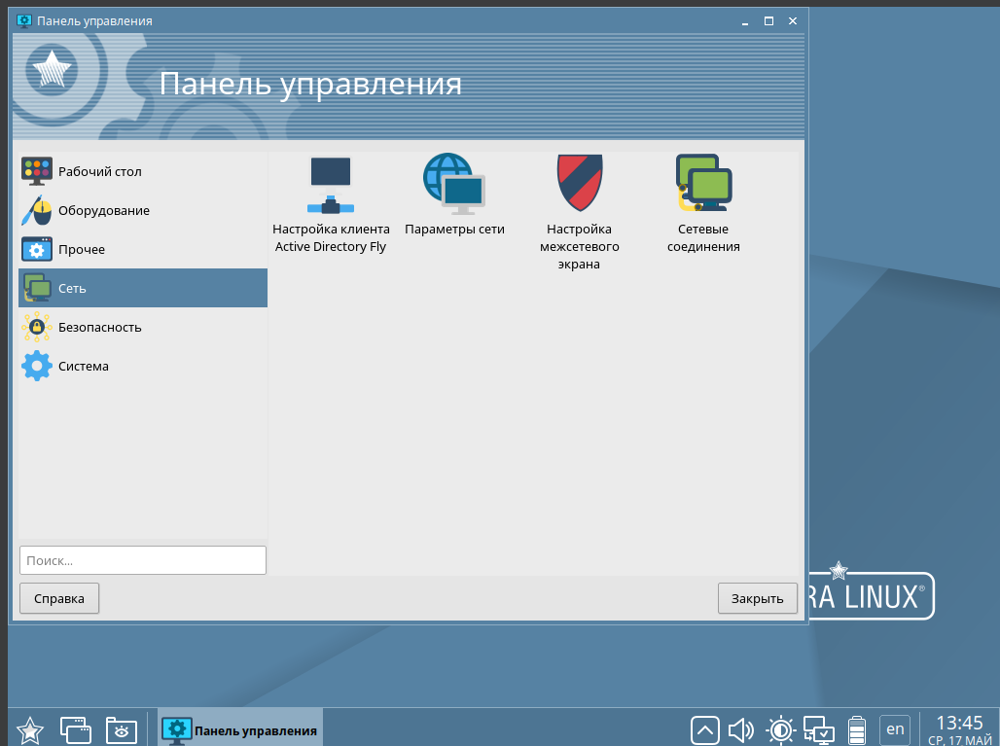 Панель управления
Панель управления
Рабочий стол
Оборудование
Прочее
Сеть
Безопасность
Система
Настройка клиента
Active Directory Fly
Параметры сети
Настройка
межсетевого
экрана
Сетевые
соединения
Поиск...
Справка
Закрыть
RA LINUX®
Панель управления
en
13:45
СР, 17 МАЙ